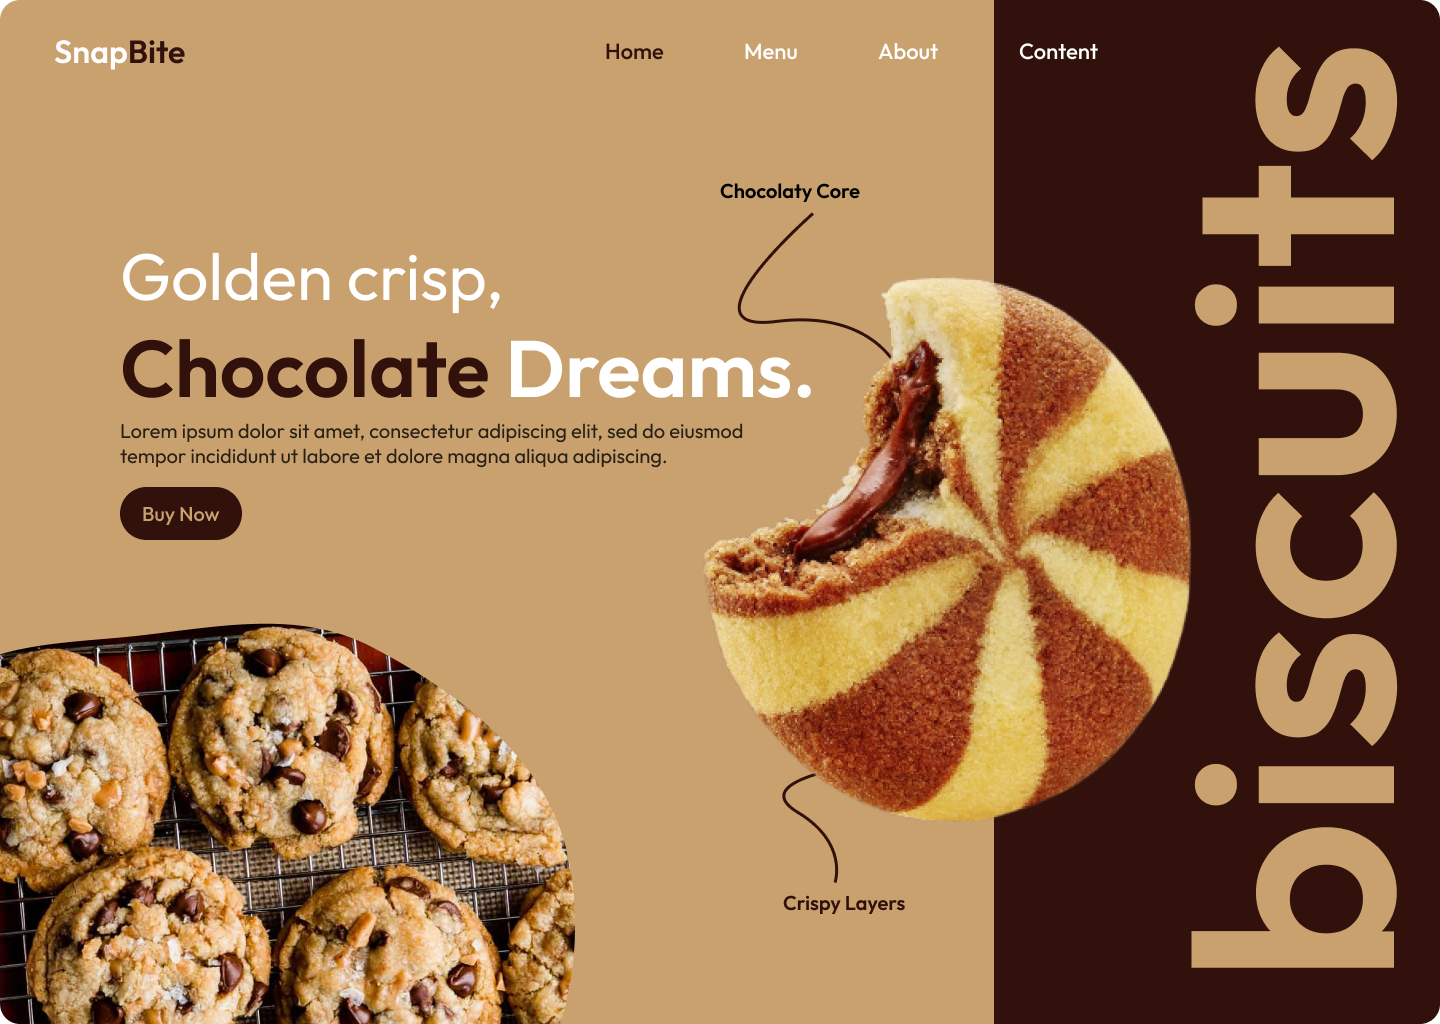 SnapBite
Home Menu About Content
Chocolaty Core
Golden crisp,
Chocolate Dreams.
Lorem ipsum dolor sit amet, consectetur adipiscing elit, sed do eiusmod
tempor incididunt ut labore et dolore magna aliqua adipiscing.
Buy Now
Crispy Layers
biscuits